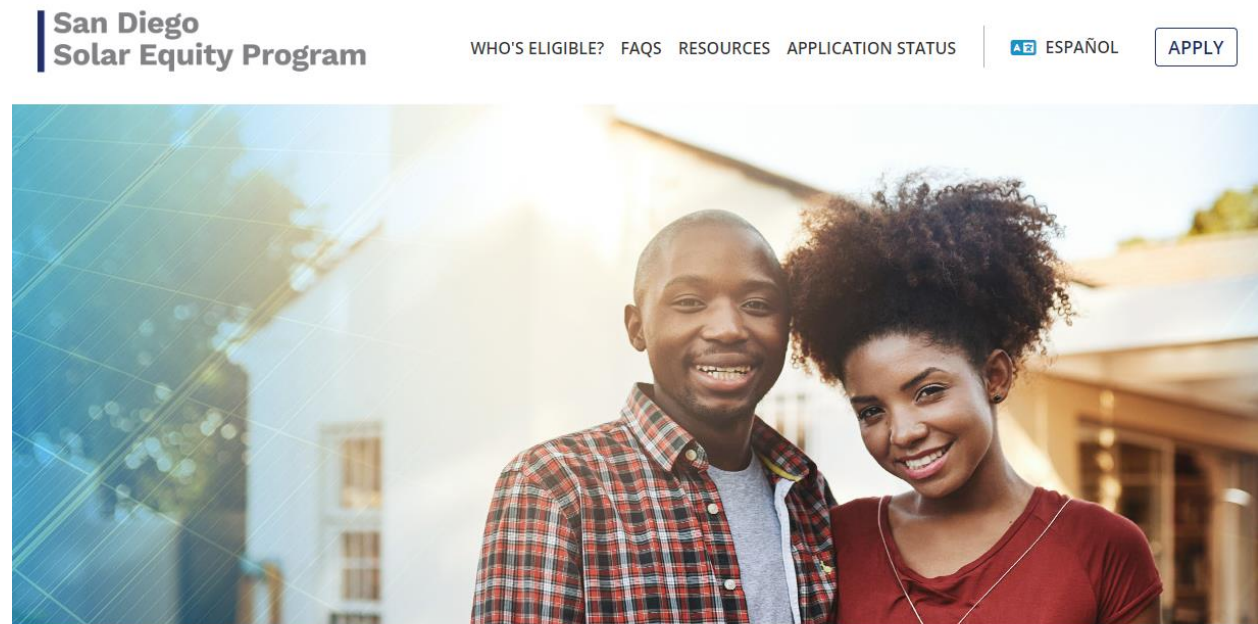 San Diego
Solar Equity Program
WHO'S ELIGIBLE? FAQS RESOURCES APPLICATION STATUS ESPAÑOL APPLY